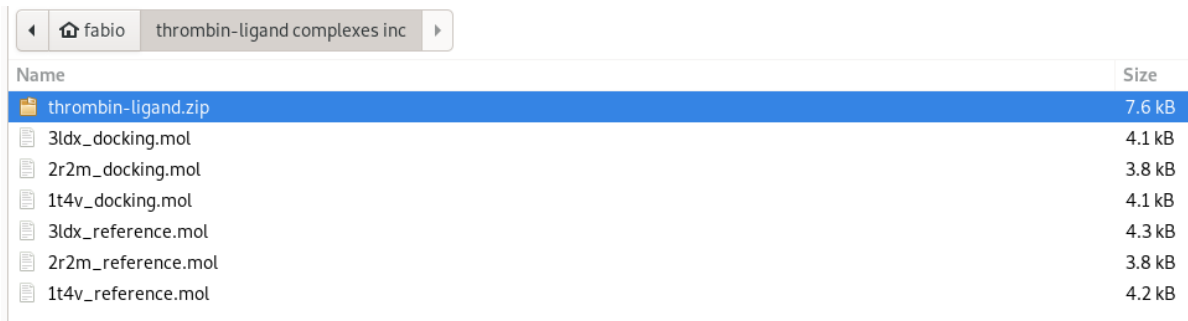 fabio thrombin-ligand complexes inc
Name Size
thrombin-ligand.zip 7.6 kB
3ldx_docking.mol 4.1 kB
2r2m_docking.mol 3.8 kB
1t4v_docking.mol 4.1 kB
3ldx_reference.mol 4.3 kB
2r2m_reference.mol 3.8 kB
1t4v_reference.mol 4.2 kB